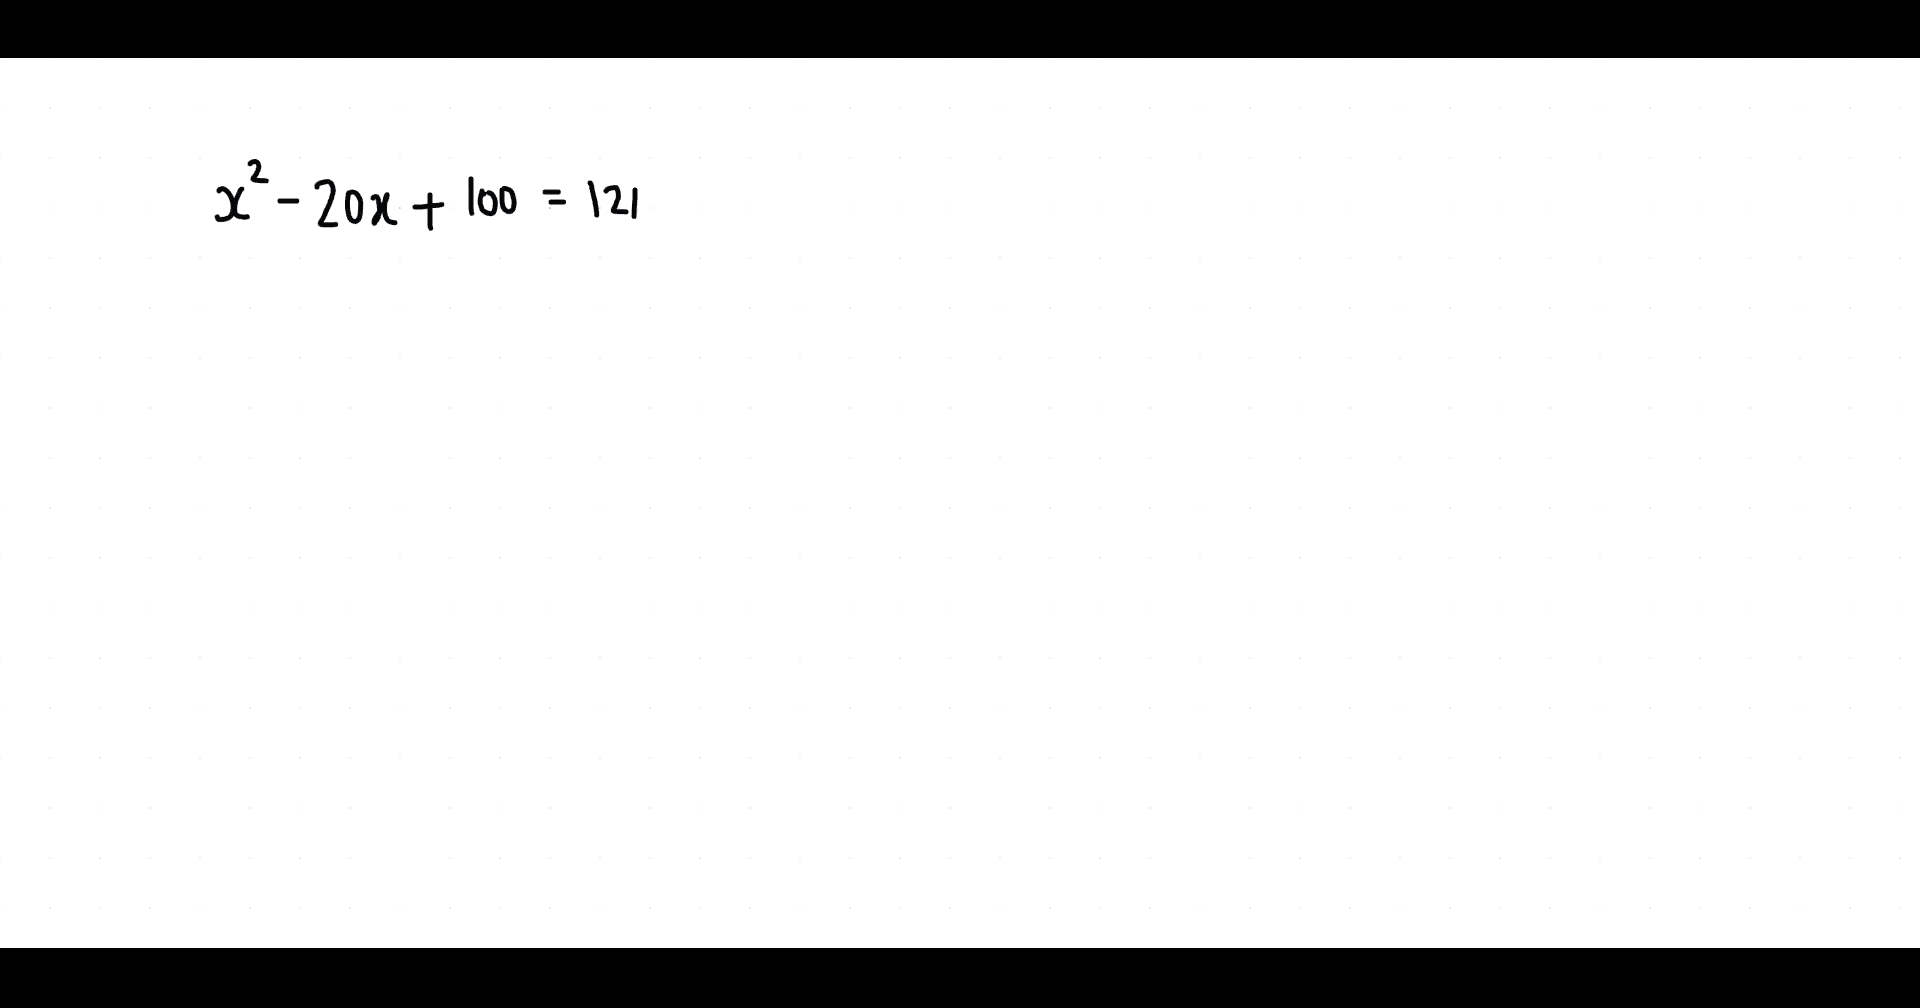 x² - 20x + 100 = 121